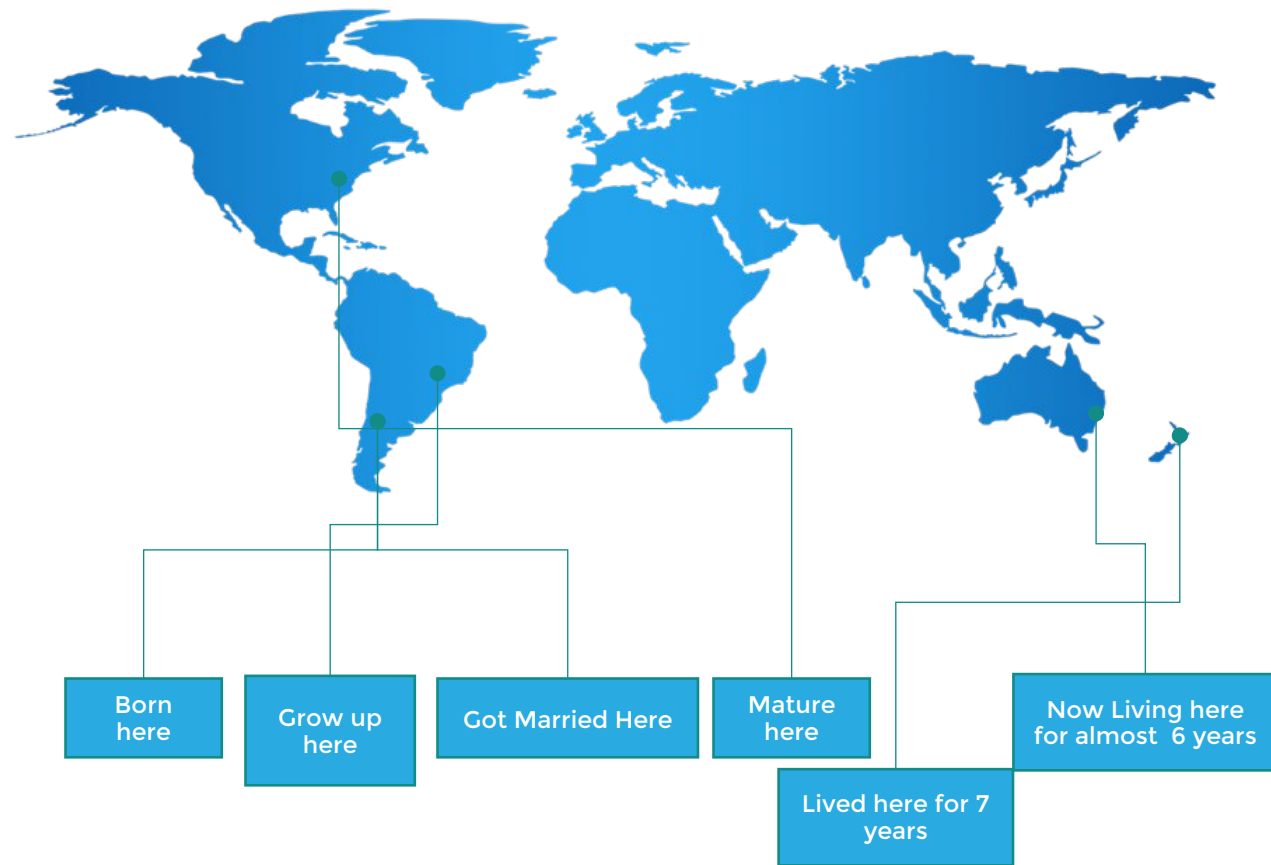 Born
here
Grow up
here
Got Married Here
Mature
here
Lived here for 7
years
Now Living here
for almost 6 years